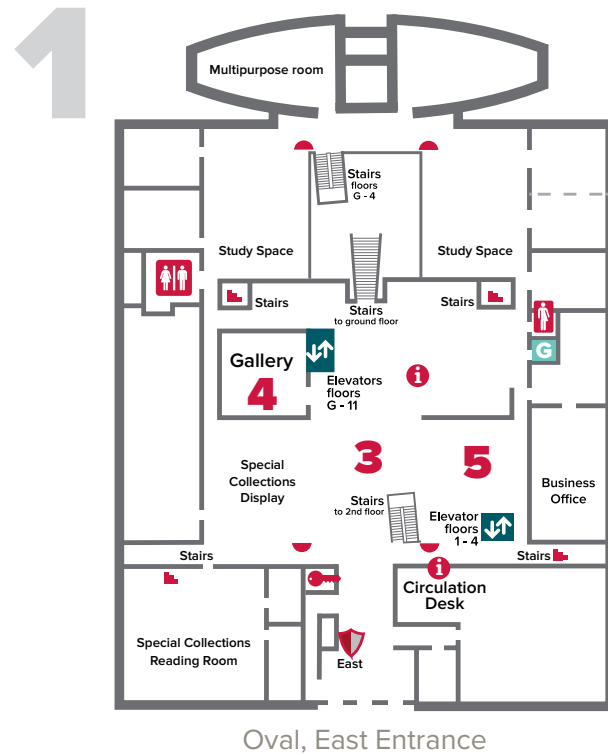 1
Multipurpose room
Stairs
floors
G - 4
Study Space
Study Space
Stairs
Stairs
to ground floor
Stairs
Gallery
4
Elevators
floors
G - 11
i
G
3
5
Special
Collections
Display
Stairs
to 2nd floor
Elevator
floors
1 - 4
Business
Office
Stairs
Stairs
i
Circulation
Desk
Special Collections
Reading Room
East
Oval, East Entrance